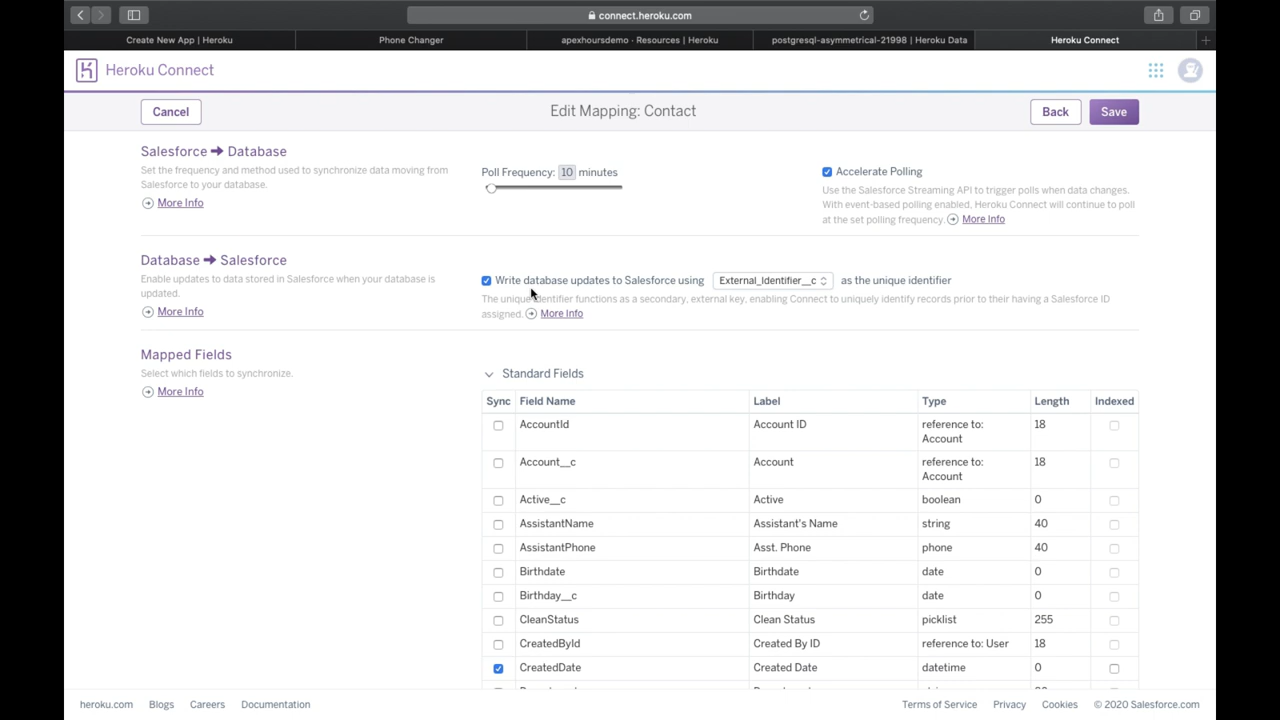 connect.heroku.com
Create New App | Heroku
Phone Changer
apexhoursdemo · Resources | Heroku
postgresql-asymmetrical-21998 | Heroku Data
Heroku Connect
Heroku Connect
Cancel
Edit Mapping: Contact
Back
Save
Salesforce → Database
Set the frequency and method used to synchronize data moving from
Salesforce to your database.
More Info
Poll Frequency: 10 minutes
Accelerate Polling
Use the Salesforce Streaming API to trigger polls when data changes.
With event-based polling enabled, Heroku Connect will continue to poll
at the set polling frequency. More Info
Database → Salesforce
Enable updates to data stored in Salesforce when your database is
updated.
More Info
Write database updates to Salesforce using External_Identifier__c as the unique identifier
The unique identifier functions as a secondary, external key, enabling Connect to uniquely identify records prior to their having a Salesforce ID
assigned. More Info
Mapped Fields
Select which fields to synchronize.
More Info
Standard Fields
Sync Field Name Label Type Length Indexed
AccountId Account ID reference to: 18
Account
Account__c Account reference to: 18
Account
Active__c Active boolean 0
AssistantName Assistant's Name string 40
AssistantPhone Asst. Phone phone 40
Birthdate Birthdate date 0
Birthday__c Birthday date 0
CleanStatus Clean Status picklist 255
CreatedById Created By ID reference to: User 18
CreatedDate Created Date datetime 0
heroku.com Blogs Careers Documentation
Terms of Service Privacy Cookies © 2020 Salesforce.com